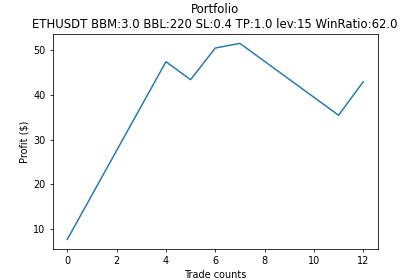 Portfolio
ETHUSDT BBM:3.0 BBL:220 SL:0.4 TP:1.0 lev:15 WinRatio:62.0
Profit ($)
50
40
30
20
10
0 2 4 6 8 10 12
Trade counts